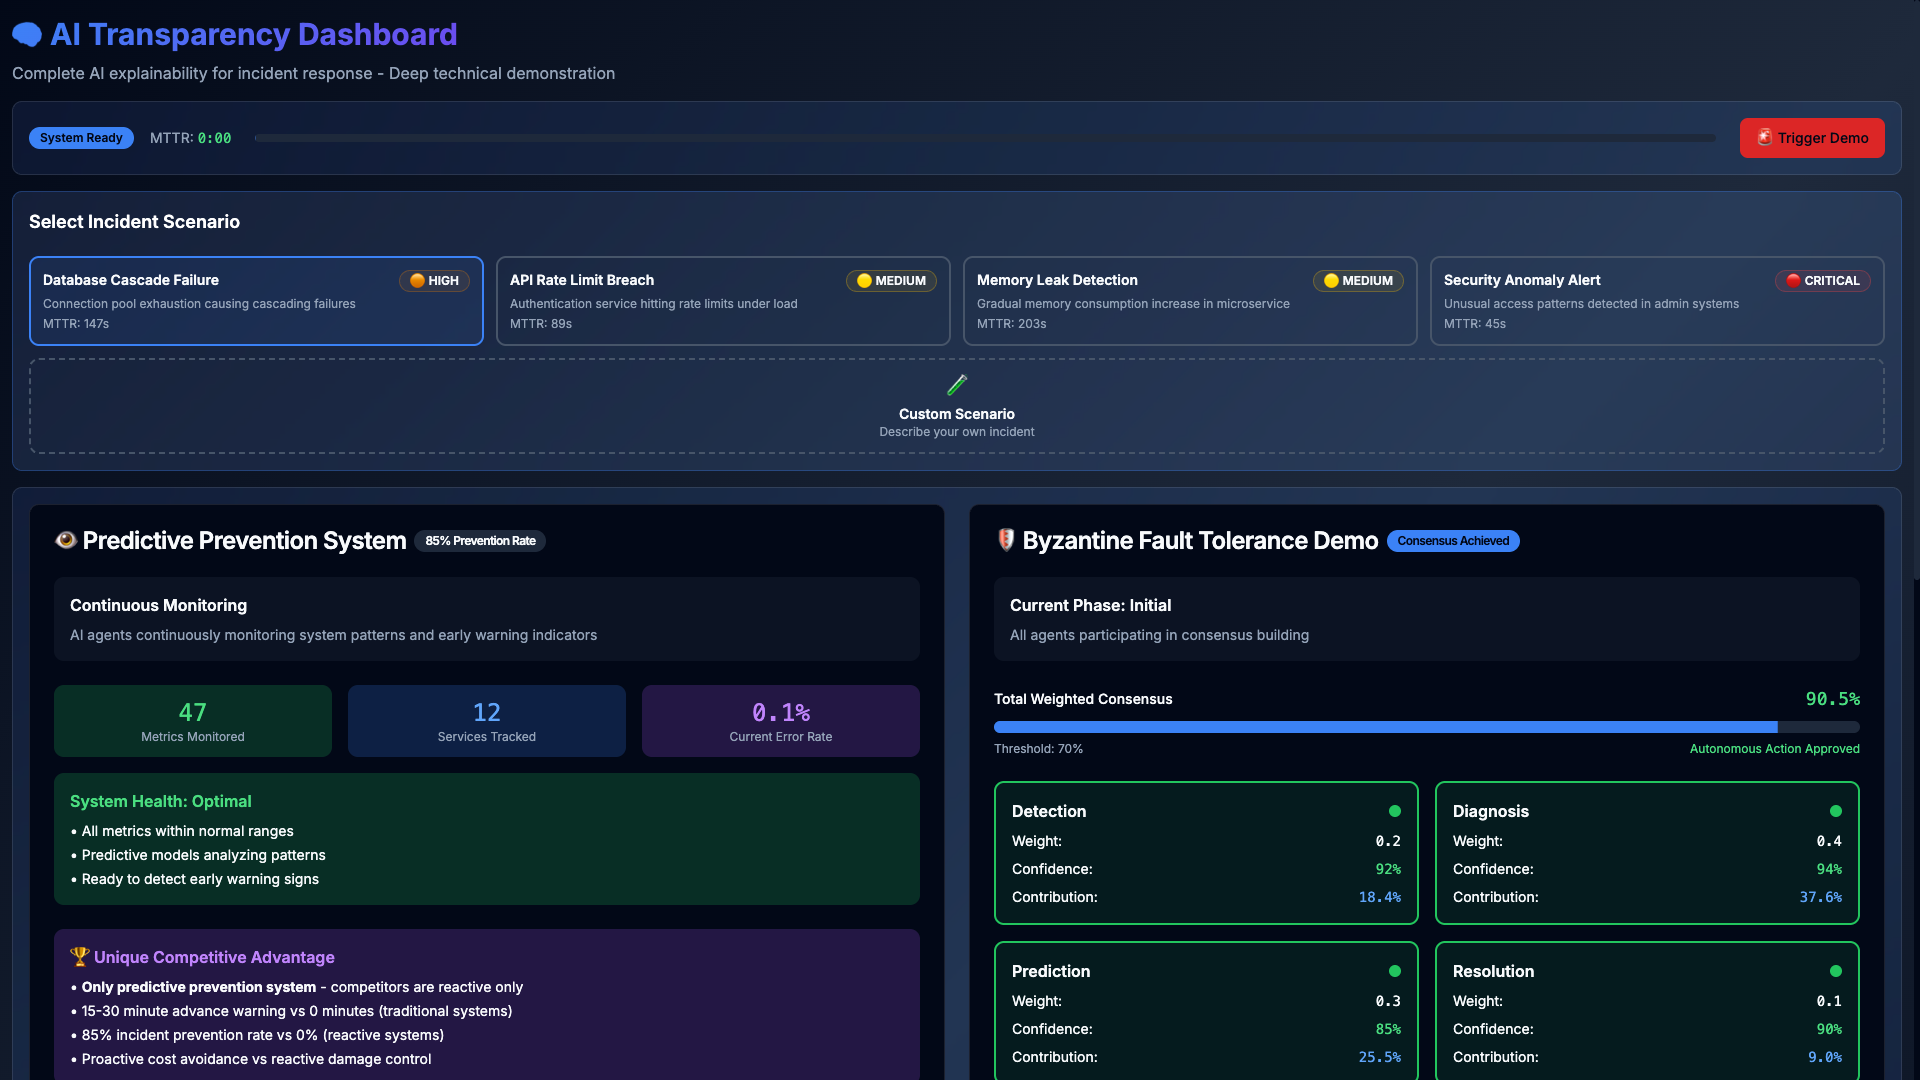 AI Transparency Dashboard
Complete AI explainability for incident response - Deep technical demonstration
System Ready
MTTR: 0:00
Trigger Demo
Select Incident Scenario
Database Cascade Failure
HIGH
Connection pool exhaustion causing cascading failures
MTTR: 147s
API Rate Limit Breach
MEDIUM
Authentication service hitting rate limits under load
MTTR: 89s
Memory Leak Detection
MEDIUM
Gradual memory consumption increase in microservice
MTTR: 203s
Security Anomaly Alert
CRITICAL
Unusual access patterns detected in admin systems
MTTR: 45s
Custom Scenario
Describe your own incident
Predictive Prevention System
85% Prevention Rate
Continuous Monitoring
AI agents continuously monitoring system patterns and early warning indicators
47
Metrics Monitored
12
Services Tracked
0.1%
Current Error Rate
System Health: Optimal
• All metrics within normal ranges
• Predictive models analyzing patterns
• Ready to detect early warning signs
Unique Competitive Advantage
• Only predictive prevention system - competitors are reactive only
• 15-30 minute advance warning vs 0 minutes (traditional systems)
• 85% incident prevention rate vs 0% (reactive systems)
• Proactive cost avoidance vs reactive damage control
Byzantine Fault Tolerance Demo
Consensus Achieved
Current Phase: Initial
All agents participating in consensus building
Total Weighted Consensus
90.5%
Threshold: 70%
Autonomous Action Approved
Detection
Weight: 0.2
Confidence: 92%
Contribution: 18.4%
Diagnosis
Weight: 0.4
Confidence: 94%
Contribution: 37.6%
Prediction
Weight: 0.3
Confidence: 85%
Contribution: 25.5%
Resolution
Weight: 0.1
Confidence: 90%
Contribution: 9.0%